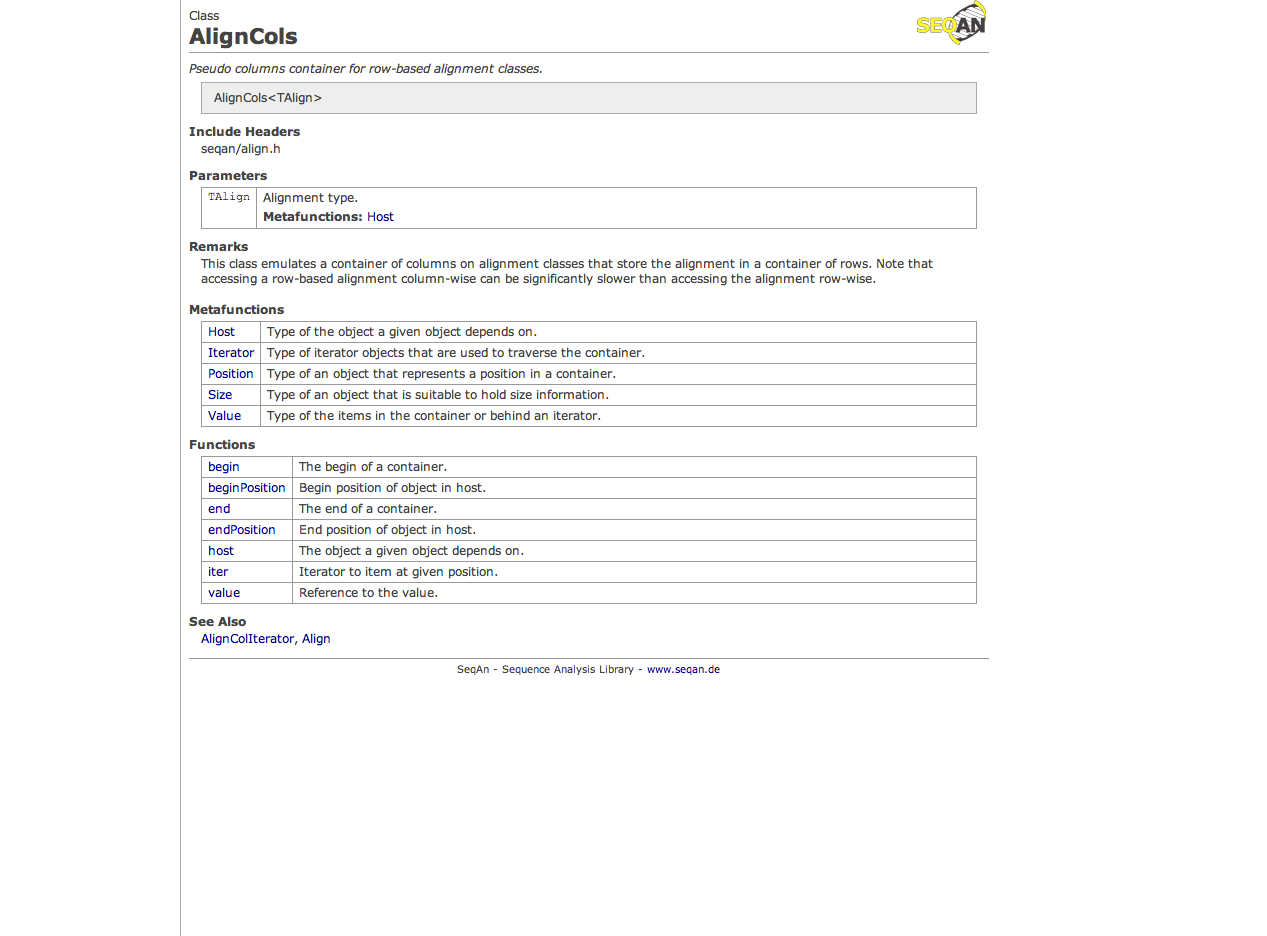 Class
AlignCols
SEQAN
Pseudo columns container for row-based alignment classes.
AlignCols<TAlign>
Include Headers
seqan/align.h
Parameters
TAlign Alignment type.
Metafunctions: Host
Remarks
This class emulates a container of columns on alignment classes that store the alignment in a container of rows. Note that
accessing a row-based alignment column-wise can be significantly slower than accessing the alignment row-wise.
Metafunctions
Host Type of the object a given object depends on.
Iterator Type of iterator objects that are used to traverse the container.
Position Type of an object that represents a position in a container.
Size Type of an object that is suitable to hold size information.
Value Type of the items in the container or behind an iterator.
Functions
begin The begin of a container.
beginPosition Begin position of object in host.
end The end of a container.
endPosition End position of object in host.
host The object a given object depends on.
iter Iterator to item at given position.
value Reference to the value.
See Also
AlignColIterator, Align
SeqAn - Sequence Analysis Library - www.seqan.de